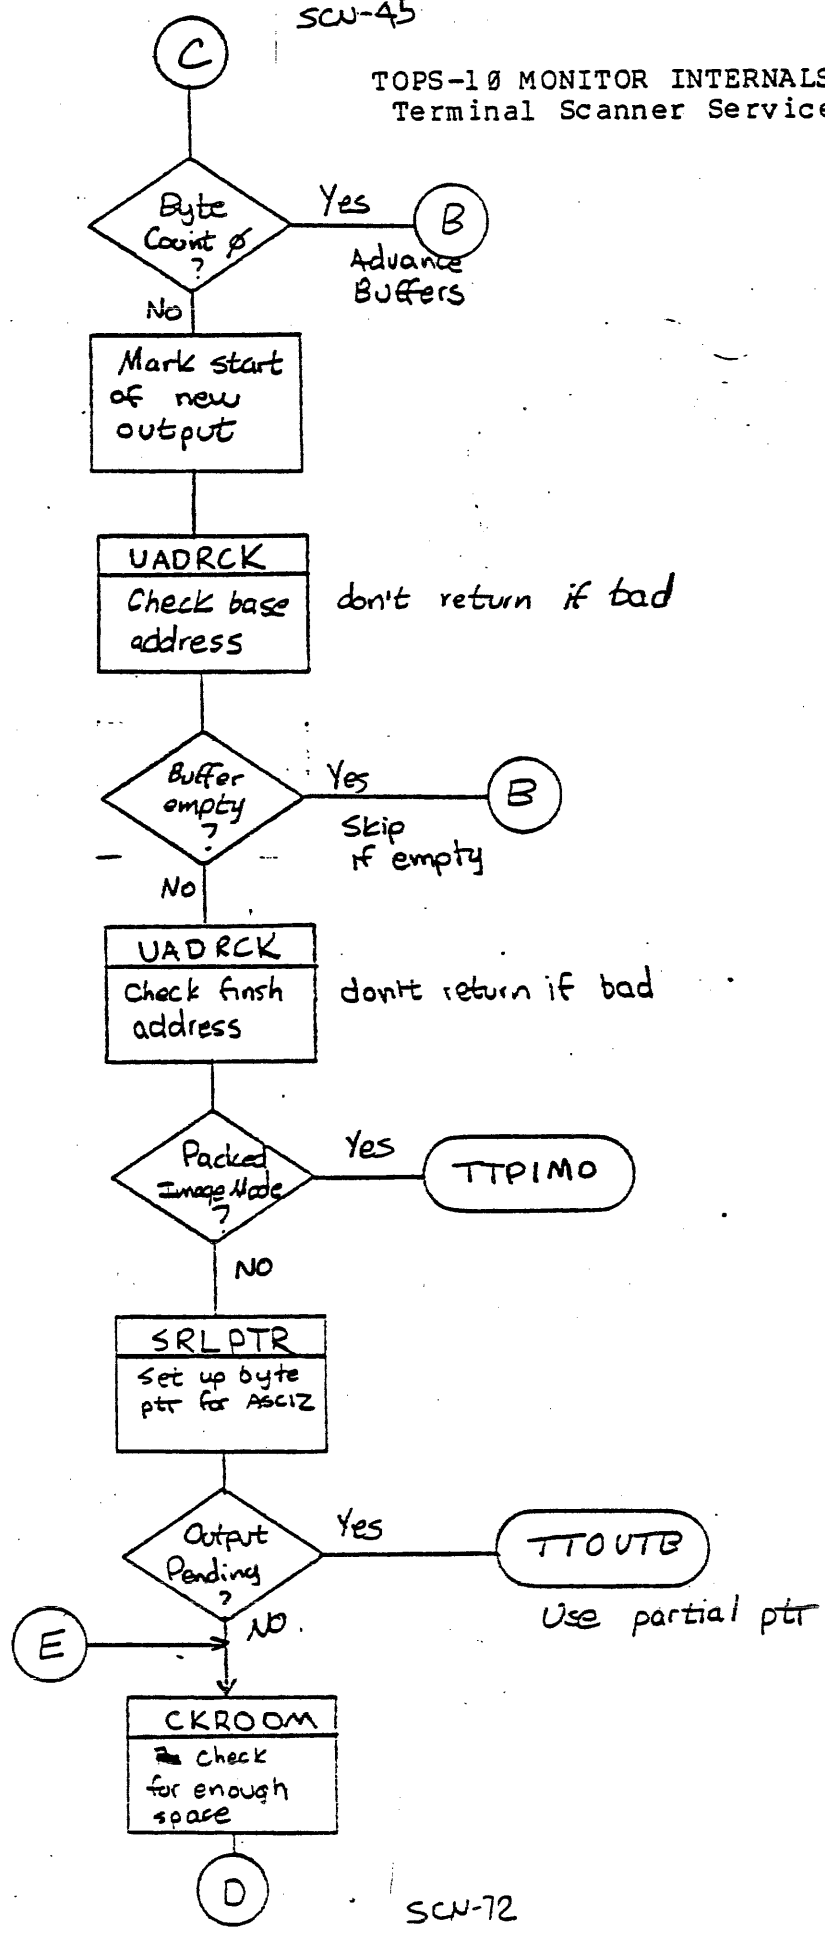 SCN-45
C
TOPS-10 MONITOR INTERNALS
Terminal Scanner Service
Byte
Count 0
?
Yes
B
Advance
Buffers
No
Mark start
of new
output
UADRCK
Check base
address
don't return if bad
Buffer
empty
?
Yes
B
Skip
if empty
No
UADRCK
Check finsh
address
don't return if bad
Packed
Image Mode
?
Yes
TTPIMO
NO
SRLPTR
Set up byte
ptr for ASCIZ
Output
Pending
?
Yes
TTOUTB
Use partial ptr
NO.
E
CKROOM
check
for enough
space
D
SCN-72